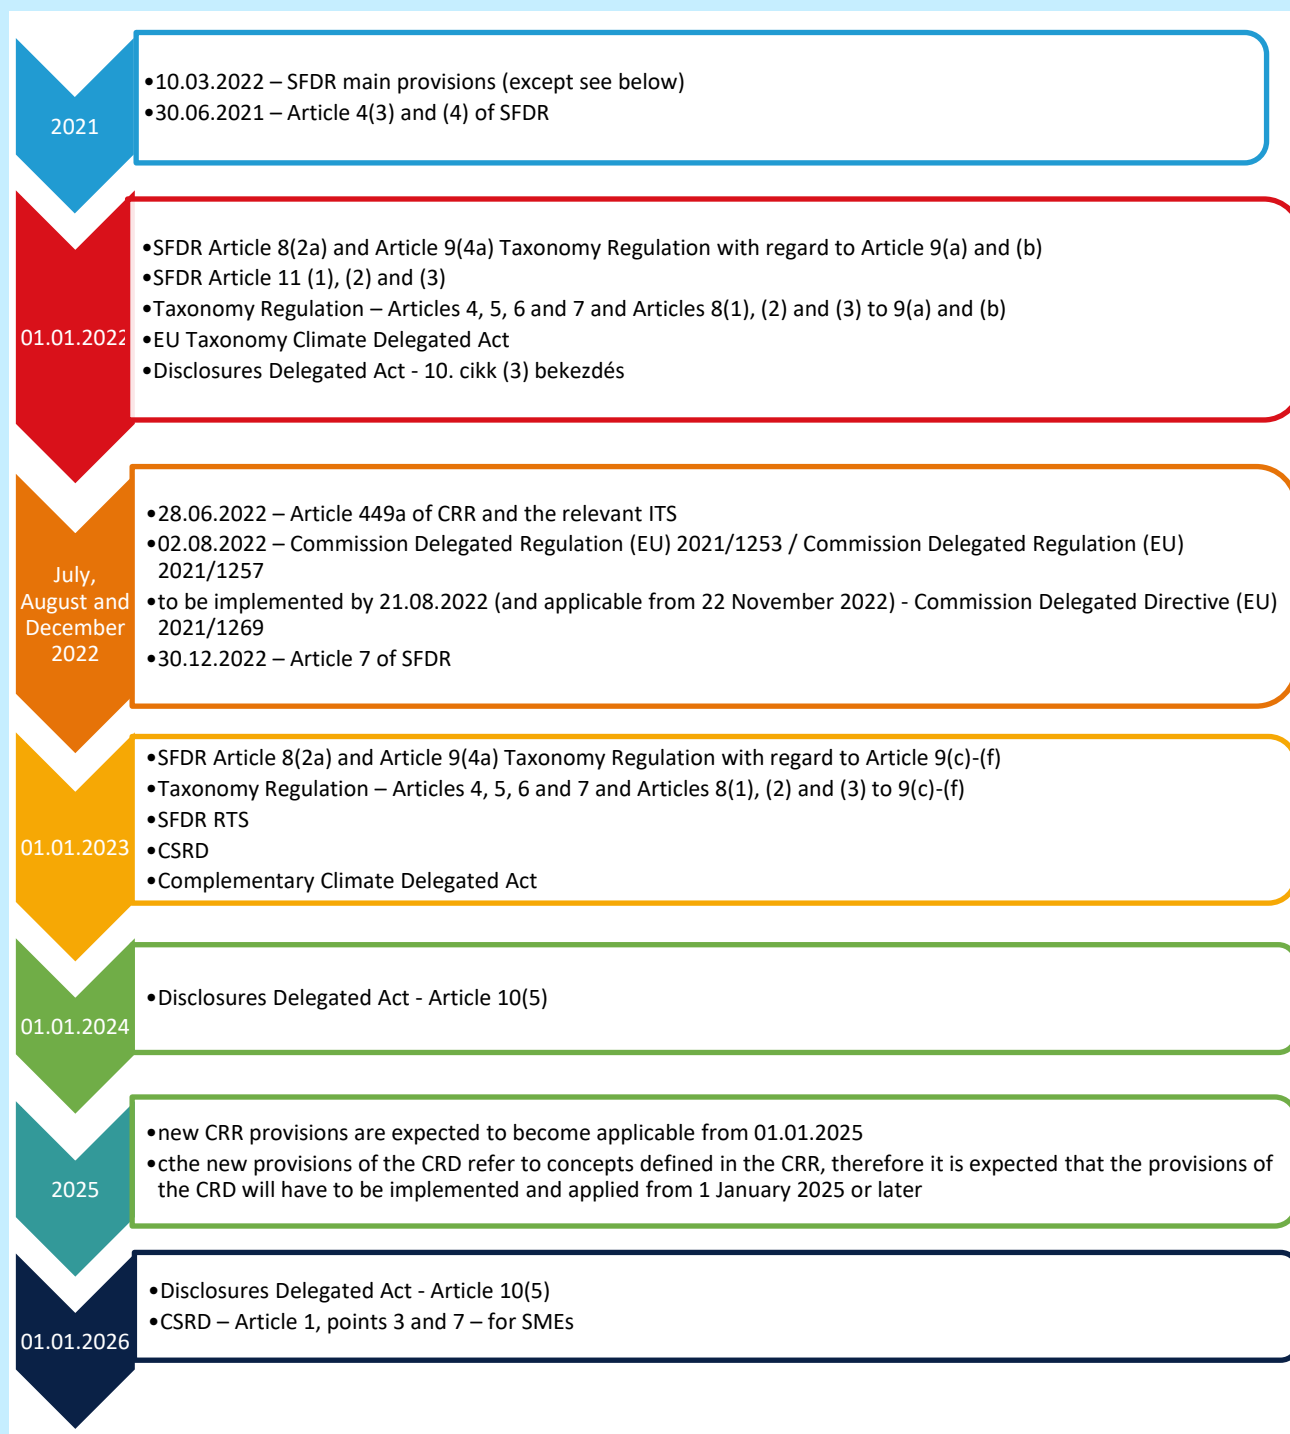 2021
•10.03.2022 – SFDR main provisions (except see below)
•30.06.2021 – Article 4(3) and (4) of SFDR
01.01.2022
•SFDR Article 8(2a) and Article 9(4a) Taxonomy Regulation with regard to Article 9(a) and (b)
•SFDR Article 11 (1), (2) and (3)
•Taxonomy Regulation – Articles 4, 5, 6 and 7 and Articles 8(1), (2) and (3) to 9(a) and (b)
•EU Taxonomy Climate Delegated Act
•Disclosures Delegated Act - 10. cikk (3) bekezdés
July,
August and
December
2022
•28.06.2022 – Article 449a of CRR and the relevant ITS
•02.08.2022 – Commission Delegated Regulation (EU) 2021/1253 / Commission Delegated Regulation (EU)
2021/1257
•to be implemented by 21.08.2022 (and applicable from 22 November 2022) - Commission Delegated Directive (EU)
2021/1269
•30.12.2022 – Article 7 of SFDR
01.01.2023
•SFDR Article 8(2a) and Article 9(4a) Taxonomy Regulation with regard to Article 9(c)-(f)
•Taxonomy Regulation – Articles 4, 5, 6 and 7 and Articles 8(1), (2) and (3) to 9(c)-(f)
•SFDR RTS
•CSRD
•Complementary Climate Delegated Act
01.01.2024
•Disclosures Delegated Act - Article 10(5)
2025
•new CRR provisions are expected to become applicable from 01.01.2025
•cthe new provisions of the CRD refer to concepts defined in the CRR, therefore it is expected that the provisions of
the CRD will have to be implemented and applied from 1 January 2025 or later
01.01.2026
•Disclosures Delegated Act - Article 10(5)
•CSRD – Article 1, points 3 and 7 – for SMEs